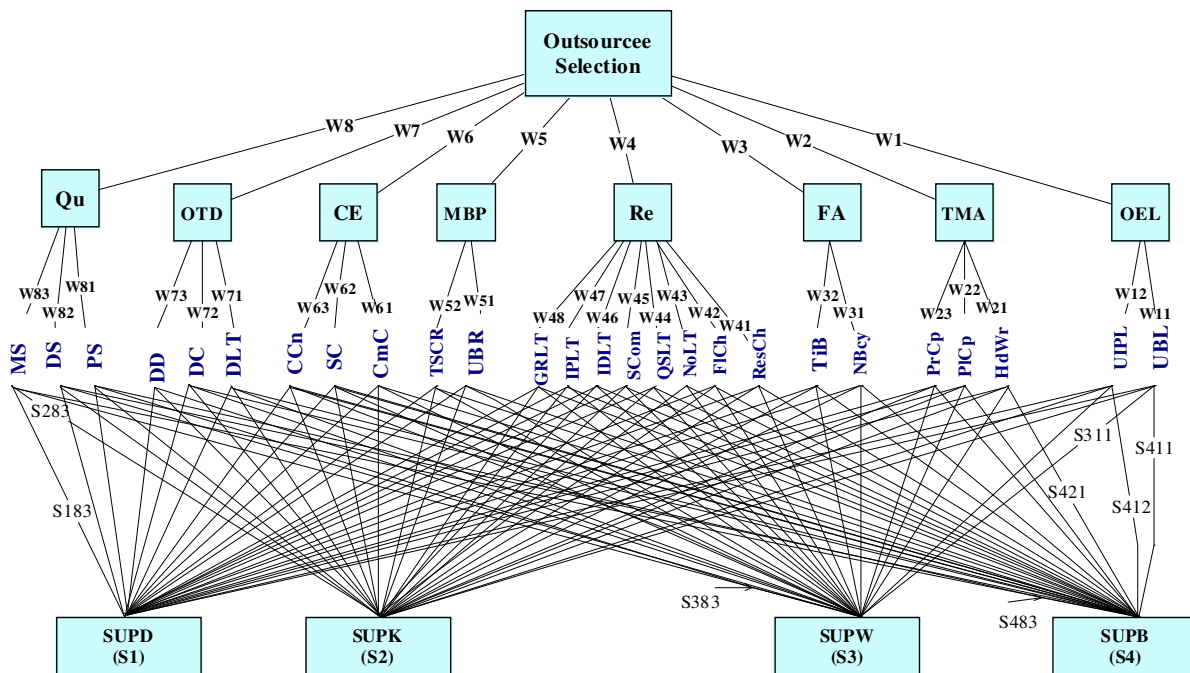 Outsourcee
Selection
W8
W7
W6
W5
W4
W3
W2
W1
Qu
OTD
CE
MBP
Re
FA
TMA
OEL
W83
W82
W81
W73
W72
W71
W63
W62
W61
W52
W51
W48
W47
W46
W45
W44
W43
W42
W41
W32
W31
W23
W22
W21
W12
W11
MS
DS
PS
DD
DC
DLT
CCn
SC
CmC
TSCR
UBR
GRLT
IPLT
IDLT
SCom
QSLT
NoLT
FlCh
ResCh
TiB
NBcy
PrCp
PlCp
HdWr
UIPL
UBL
S283
S183
S311
S411
S421
S412
S383
S483
SUPD
(S1)
SUPK
(S2)
SUPW
(S3)
SUPB
(S4)